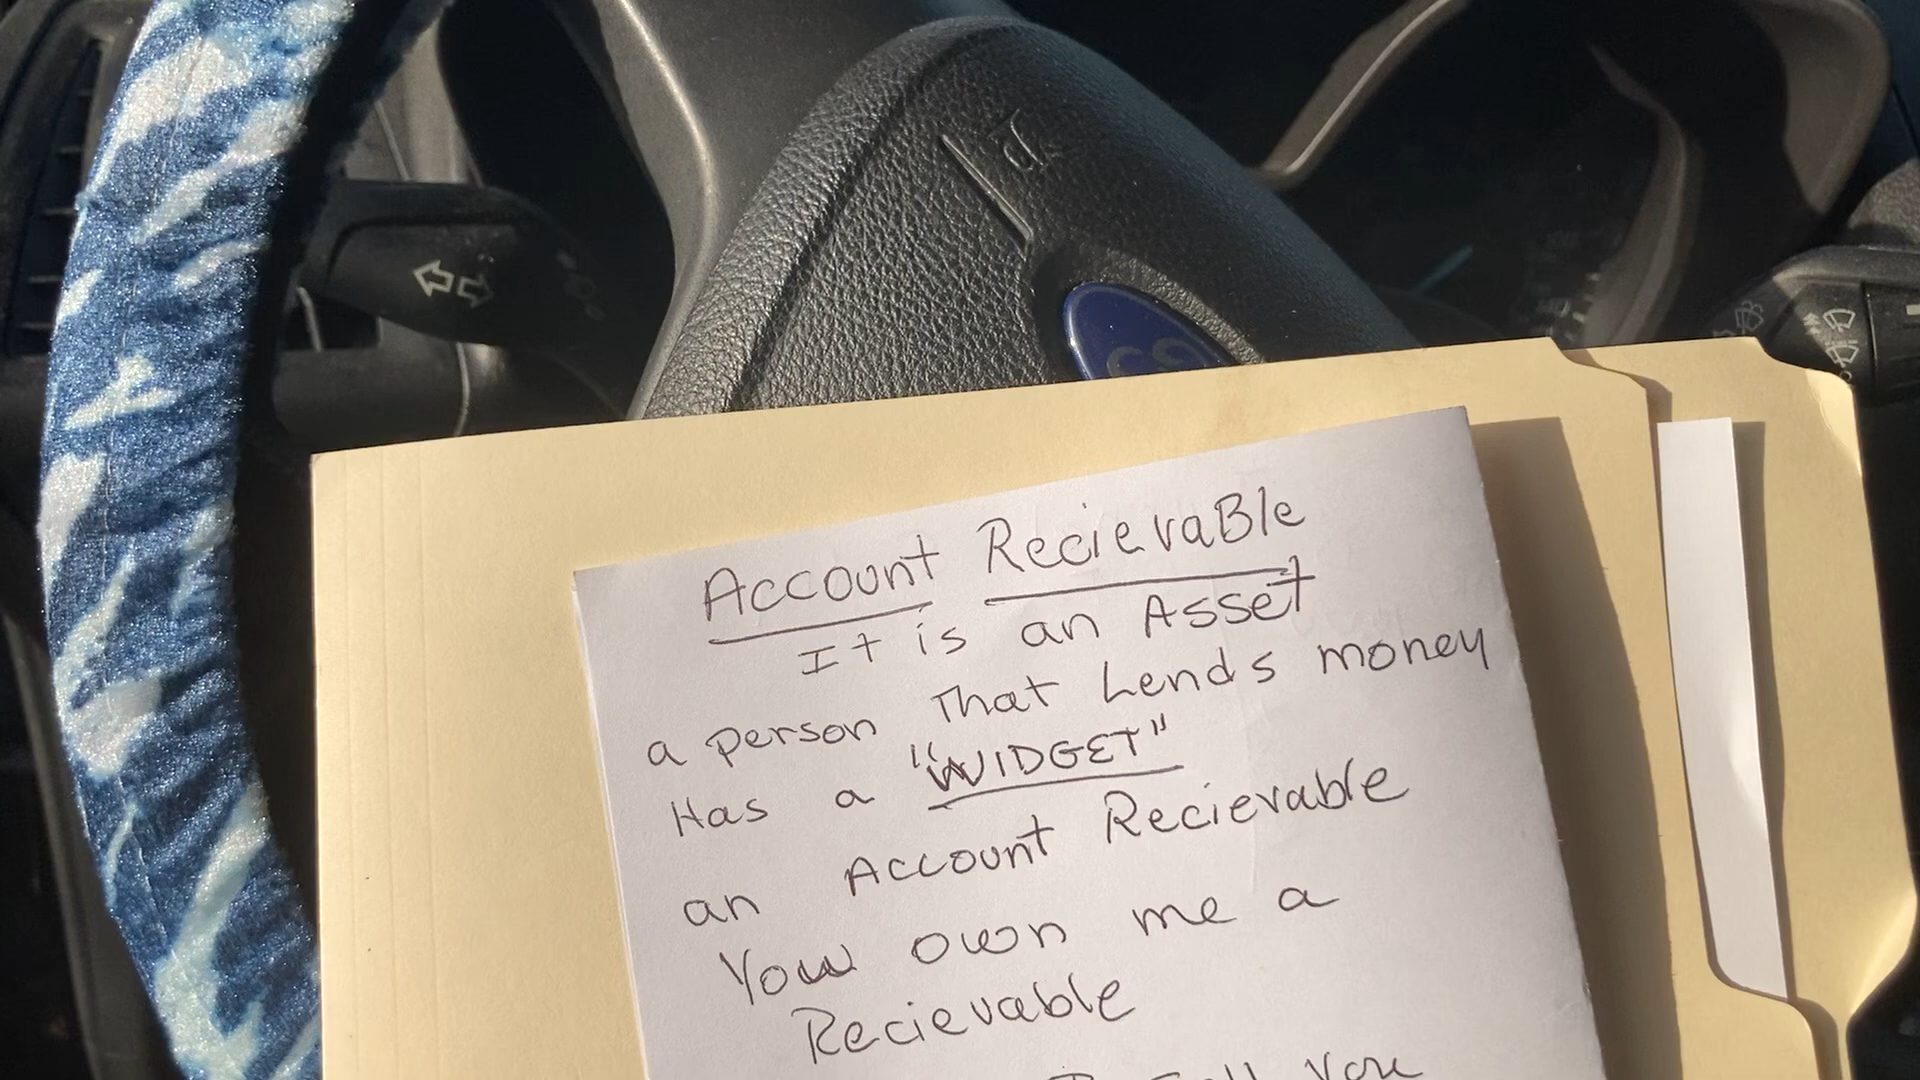 Account RecievaBle
It is an Asset
a person That Lends money
Has a "WIDGET"
an Account Recievable
You own me a
Recievable
You